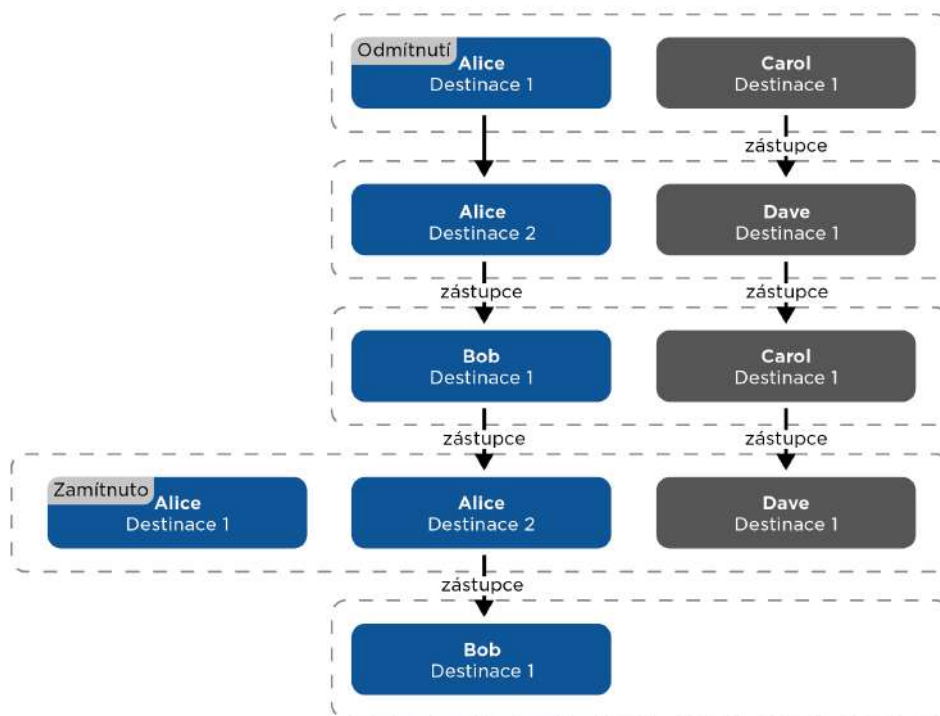 Odmítnutí
Alice
Destinace 1
Carol
Destinace 1
zástupce
Alice
Destinace 2
Dave
Destinace 1
zástupce
zástupce
Bob
Destinace 1
Carol
Destinace 1
zástupce
zástupce
Zamítnuto
Alice
Destinace 1
Alice
Destinace 2
Dave
Destinace 1
zástupce
Bob
Destinace 1